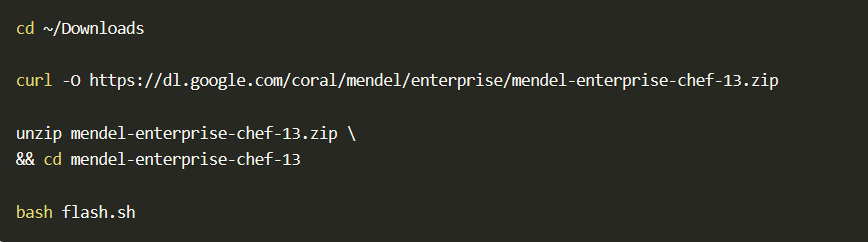 cd ~/Downloads
curl -O https://dl.google.com/coral/mendel/enterprise/mendel-enterprise-chef-13.zip
unzip mendel-enterprise-chef-13.zip \
&& cd mendel-enterprise-chef-13
bash flash.sh